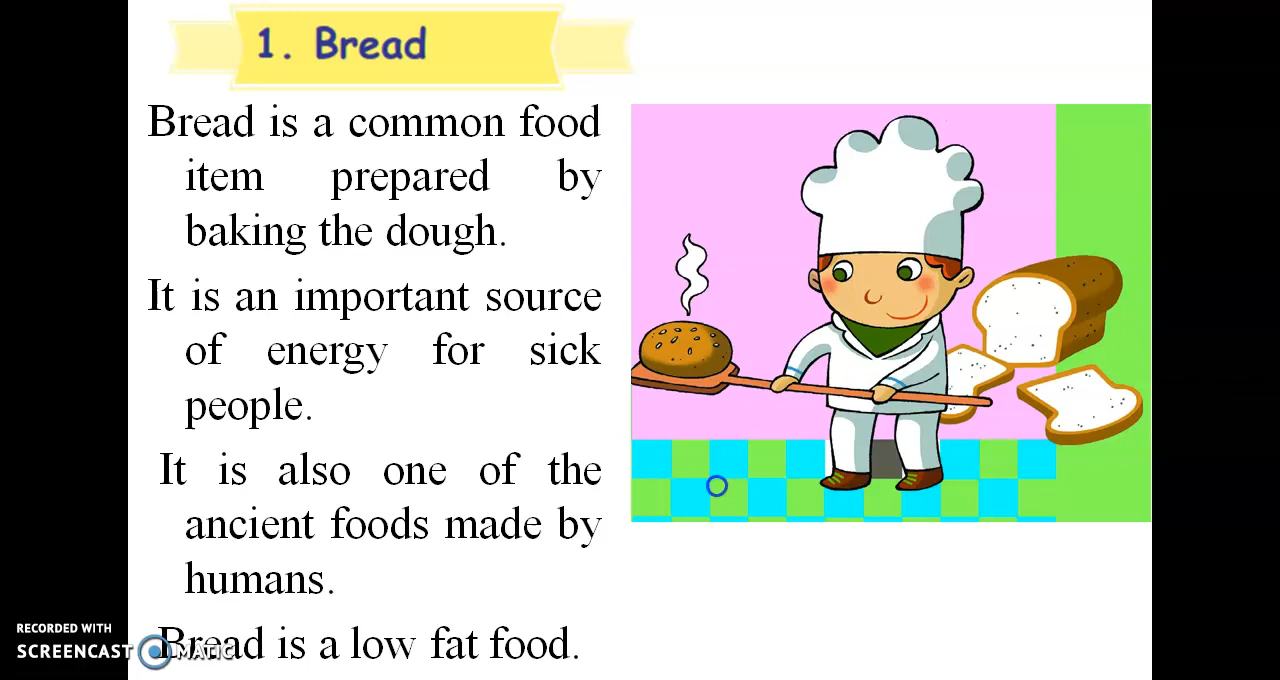 1. Bread
Bread is a common food
item prepared by
baking the dough.
It is an important source
of energy for sick
people.
It is also one of the
ancient foods made by
humans.
Bread is a low fat food.
RECORDED WITH
SCREENCAST MATIC